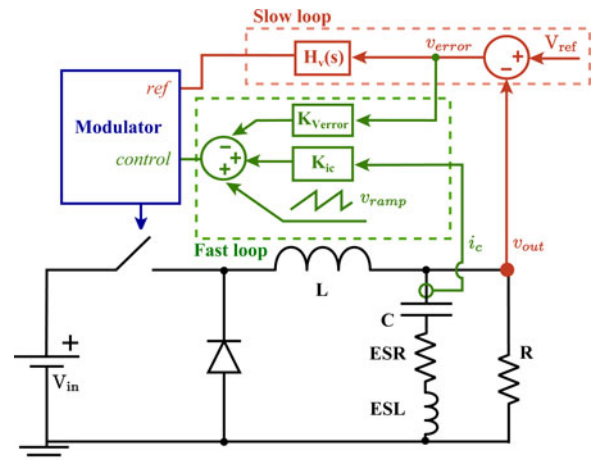 Slow loop
v_error
V_ref
H_v(s)
+
-
ref
Modulator
K_Verror
control
-
+
+
K_ic
v_ramp
i_c
v_out
Fast loop
L
C
ESR
R
+
V_in
ESL